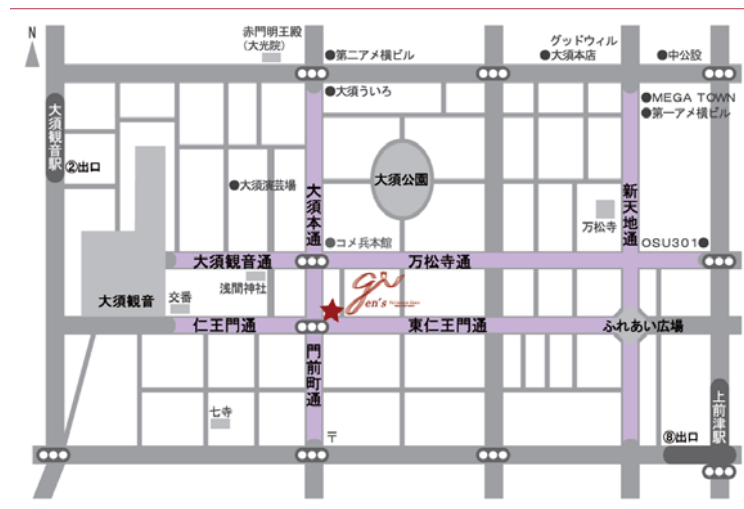 N
赤門明王殿
(大光院)
●第二アメ横ビル
グッドウィル
●大須本店
●中公設
●大須ういろ
●MEGA TOWN
●第一アメ横ビル
大須観音駅
②出口
大須公園
●大須演芸場
大須本通
新天地通
万松寺
●コメ兵本館
OSU301●
大須観音通
万松寺通
浅間神社
gen's
大須観音
交番
仁王門通
東仁王門通
ふれあい広場
門前町通
七寺
〒
上前津駅
⑧出口